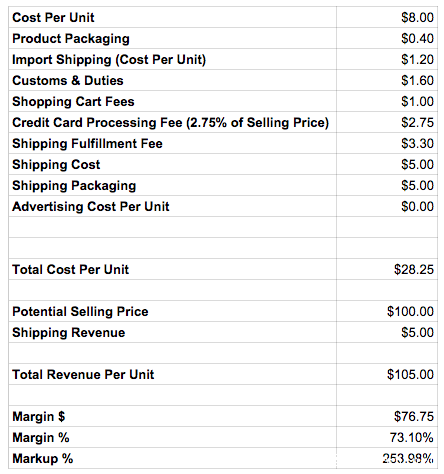 Cost Per Unit $8.00
Product Packaging $0.40
Import Shipping (Cost Per Unit) $1.20
Customs & Duties $1.60
Shopping Cart Fees $1.00
Credit Card Processing Fee (2.75% of Selling Price) $2.75
Shipping Fulfillment Fee $3.30
Shipping Cost $5.00
Shipping Packaging $5.00
Advertising Cost Per Unit $0.00
Total Cost Per Unit $28.25
Potential Selling Price $100.00
Shipping Revenue $5.00
Total Revenue Per Unit $105.00
Margin $ $76.75
Margin % 73.10%
Markup % 253.98%